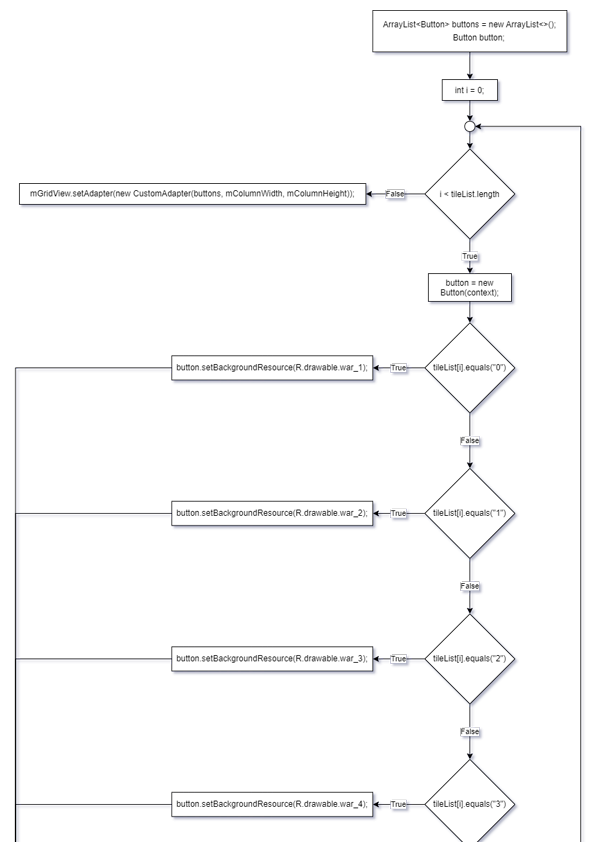 ArrayList<Button> buttons = new ArrayList<>();
Button button;
int i = 0;
i < tileList.length
False
mGridView.setAdapter(new CustomAdapter(buttons, mColumnWidth, mColumnHeight));
True
button = new
Button(context);
tileList[i].equals("0")
True
button.setBackgroundResource(R.drawable.war_1);
False
tileList[i].equals("1")
True
button.setBackgroundResource(R.drawable.war_2);
False
tileList[i].equals("2")
True
button.setBackgroundResource(R.drawable.war_3);
False
tileList[i].equals("3")
True
button.setBackgroundResource(R.drawable.war_4);